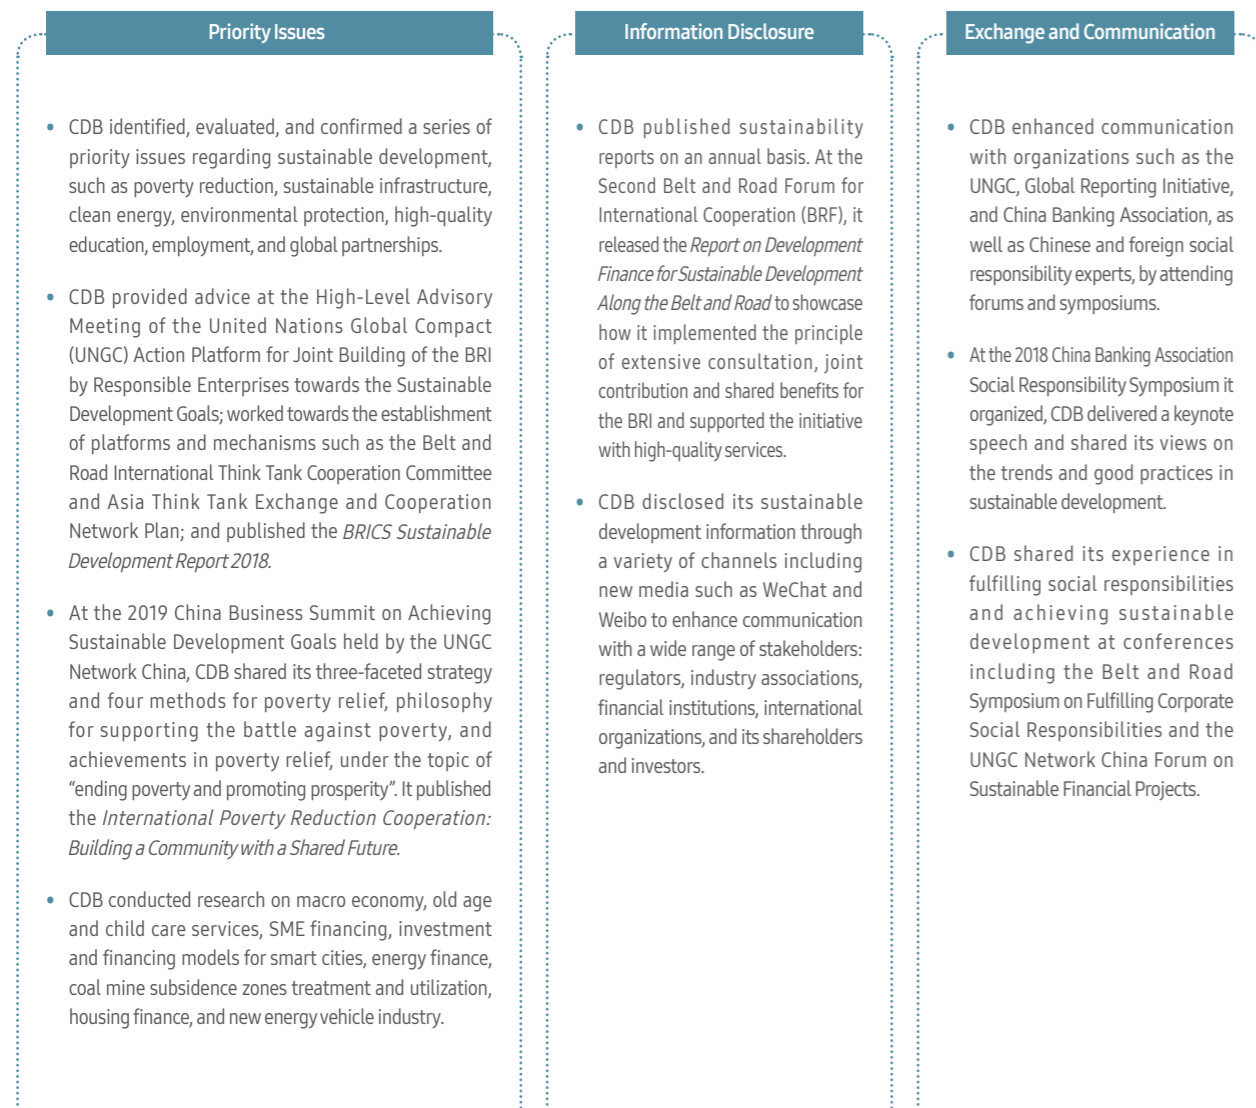 Priority Issues
CDB identified, evaluated, and confirmed a series of
priority issues regarding sustainable development,
such as poverty reduction, sustainable infrastructure,
clean energy, environmental protection, high-quality
education, employment, and global partnerships.
CDB provided advice at the High-Level Advisory
Meeting of the United Nations Global Compact
(UNGC) Action Platform for Joint Building of the BRI
by Responsible Enterprises towards the Sustainable
Development Goals; worked towards the establishment
of platforms and mechanisms such as the Belt and
Road International Think Tank Cooperation Committee
and Asia Think Tank Exchange and Cooperation
Network Plan; and published the BRICS Sustainable
Development Report 2018.
At the 2019 China Business Summit on Achieving
Sustainable Development Goals held by the UNGC
Network China, CDB shared its three-faceted strategy
and four methods for poverty relief, philosophy
for supporting the battle against poverty, and
achievements in poverty relief, under the topic of
“ending poverty and promoting prosperity”. It published
the International Poverty Reduction Cooperation:
Building a Community with a Shared Future.
CDB conducted research on macro economy, old age
and child care services, SME financing, investment
and financing models for smart cities, energy finance,
coal mine subsidence zones treatment and utilization,
housing finance, and new energy vehicle industry.
Information Disclosure
CDB published sustainability
reports on an annual basis. At the
Second Belt and Road Forum for
International Cooperation (BRF), it
released the Report on Development
Finance for Sustainable Development
Along the Belt and Road to showcase
how it implemented the principle
of extensive consultation, joint
contribution and shared benefits for
the BRI and supported the initiative
with high-quality services.
CDB disclosed its sustainable
development information through
a variety of channels including
new media such as WeChat and
Weibo to enhance communication
with a wide range of stakeholders:
regulators, industry associations,
financial institutions, international
organizations, and its shareholders
and investors.
Exchange and Communication
CDB enhanced communication
with organizations such as the
UNGC, Global Reporting Initiative,
and China Banking Association, as
well as Chinese and foreign social
responsibility experts, by attending
forums and symposiums.
At the 2018 China Banking Association
Social Responsibility Symposium it
organized, CDB delivered a keynote
speech and shared its views on
the trends and good practices in
sustainable development.
CDB shared its experience in
fulfilling social responsibilities
and achieving sustainable
development at conferences
including the Belt and Road
Symposium on Fulfilling Corporate
Social Responsibilities and the
UNGC Network China Forum on
Sustainable Financial Projects.